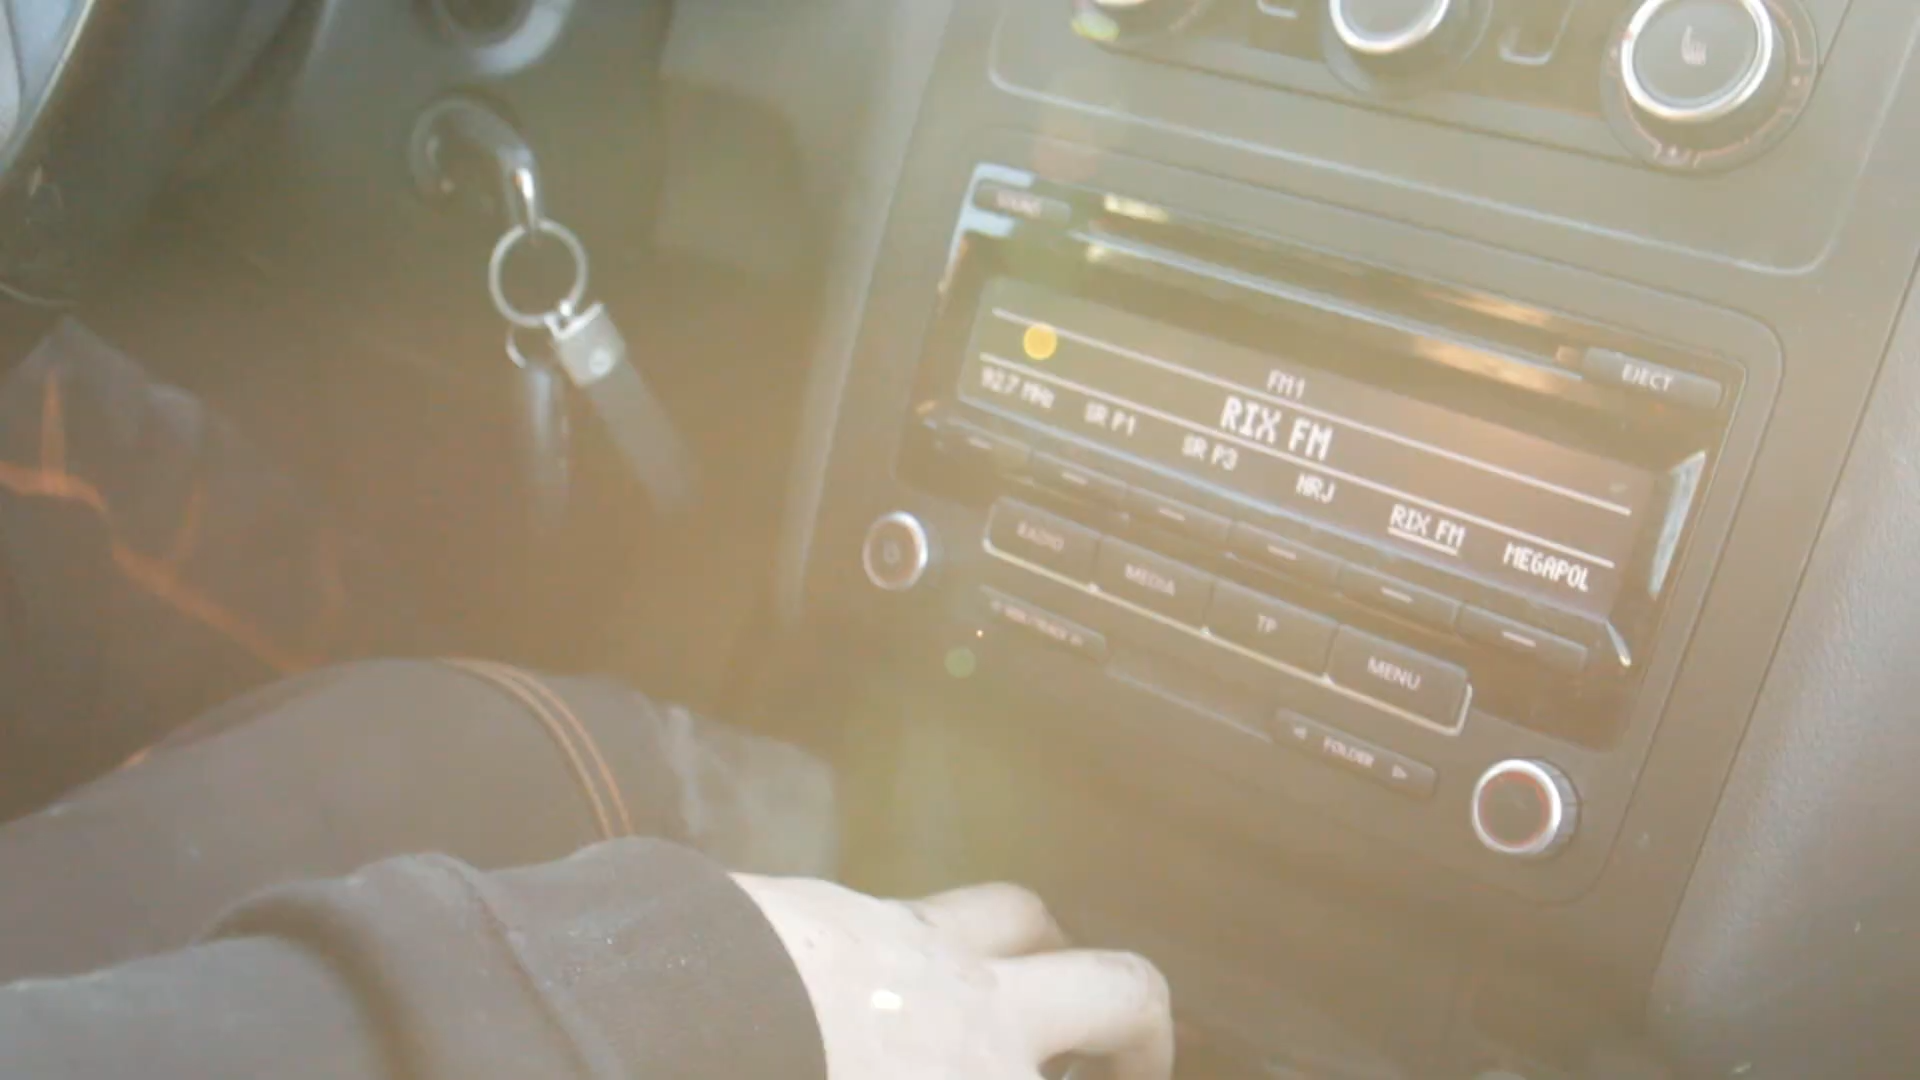 SOUND
EJECT
FM1
RIX FM
92.7 MHz SR P1 SR P3 NRJ RIX FM MEGAPOL
RADIO MEDIA TP MENU
FOLDER